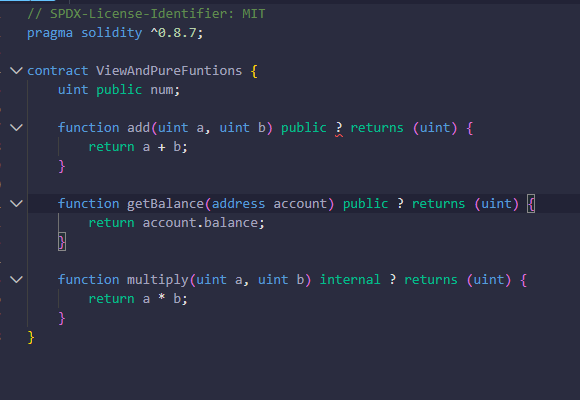 // SPDX-License-Identifier: MIT
pragma solidity ^0.8.7;
contract ViewAndPureFuntions {
uint public num;
function add(uint a, uint b) public ? returns (uint) {
return a + b;
}
function getBalance(address account) public ? returns (uint) {
return account.balance;
}
function multiply(uint a, uint b) internal ? returns (uint) {
return a * b;
}
}